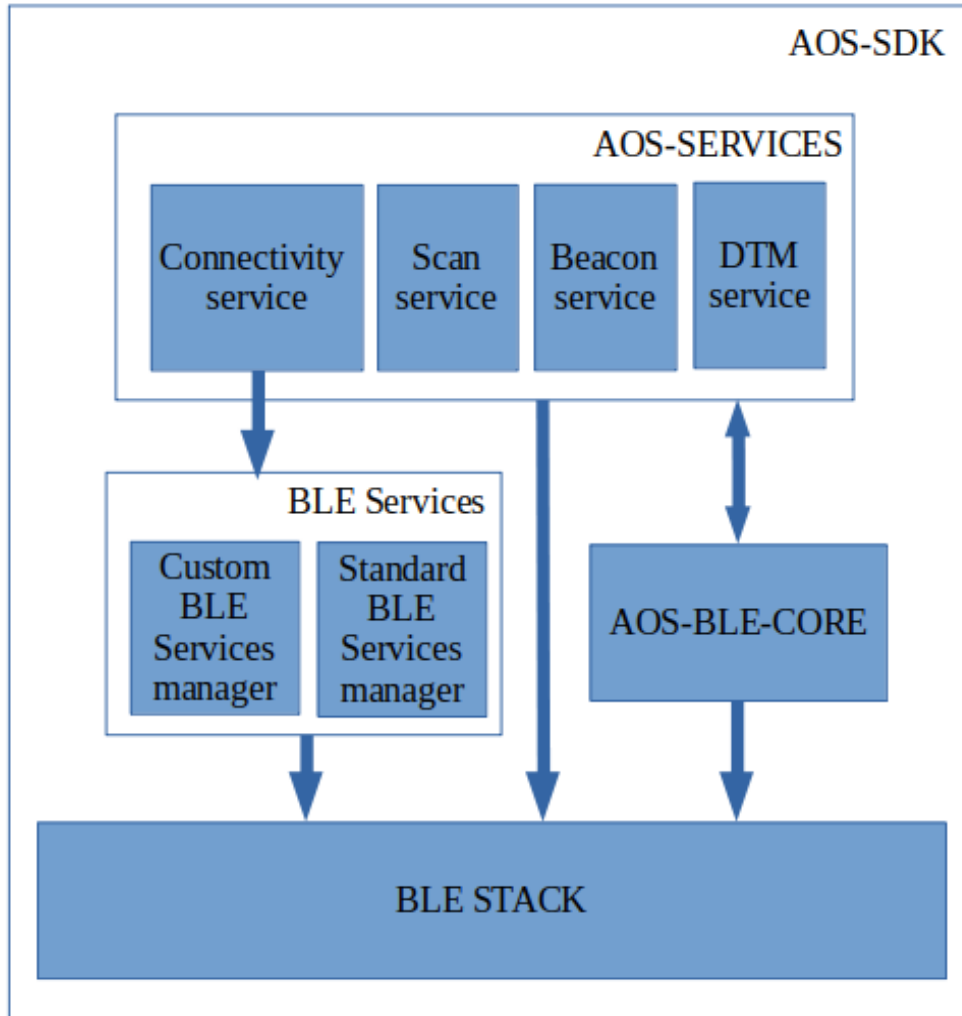 AOS-SDK
AOS-SERVICES
Connectivity
service
Scan
service
Beacon
service
DTM
service
BLE Services
Custom
BLE
Services
manager
Standard
BLE
Services
manager
AOS-BLE-CORE
BLE STACK